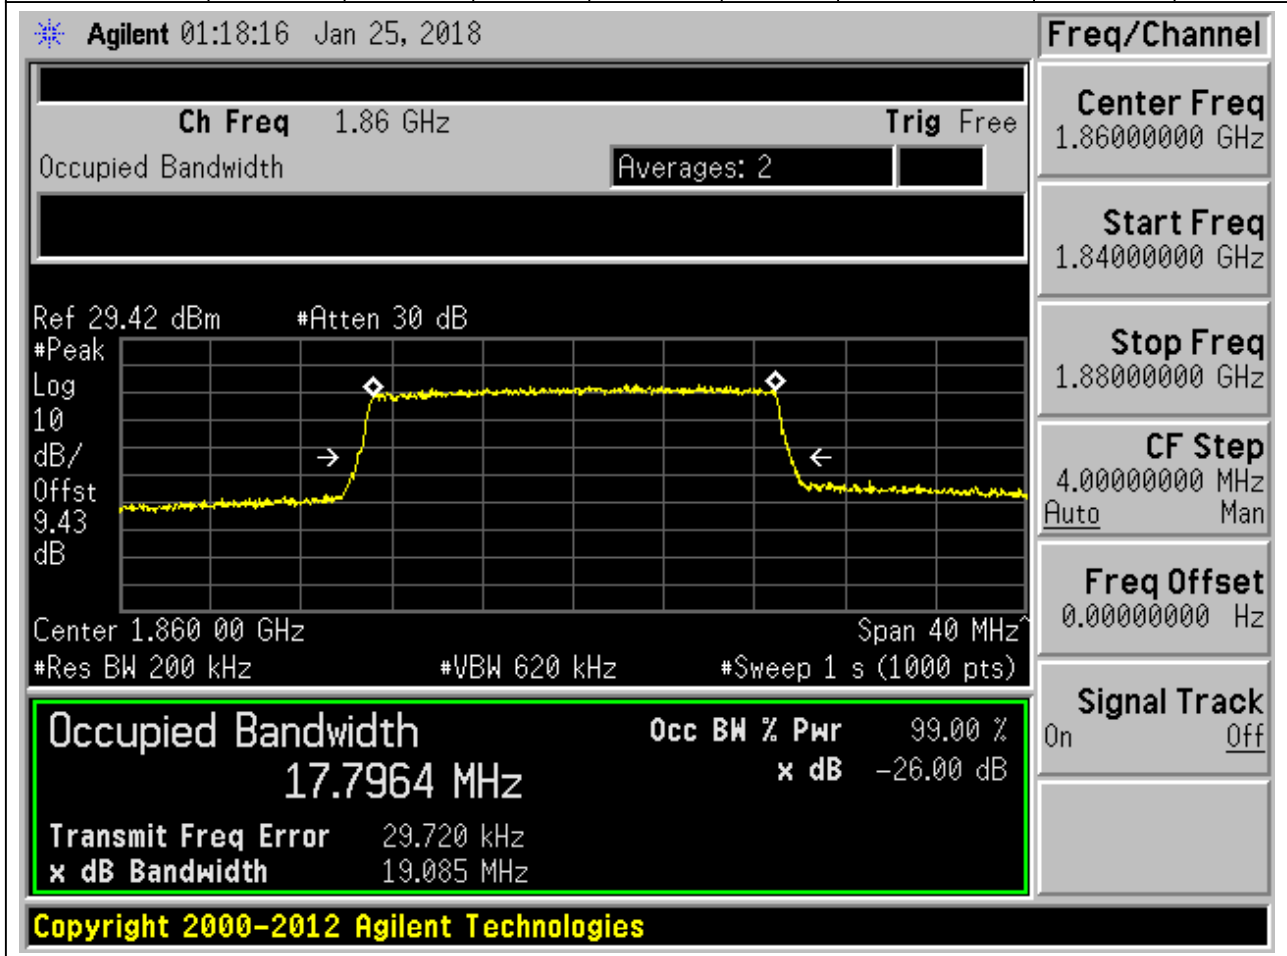 Agilent 01:18:16 Jan 25, 2018
Freq/Channel
Ch Freq 1.86 GHz Trig Free
Occupied Bandwidth Averages: 2
Center Freq
1.86000000 GHz
Start Freq
1.84000000 GHz
Stop Freq
1.88000000 GHz
CF Step
4.00000000 MHz
Auto Man
Freq Offset
0.00000000 Hz
Signal Track
On Off
Ref 29.42 dBm #Atten 30 dB
#Peak
Log
10
dB/
Offst
9.43
dB
Center 1.860 00 GHz Span 40 MHz^
#Res BW 200 kHz #VBW 620 kHz #Sweep 1 s (1000 pts)
Occupied Bandwidth Occ BW % Pwr 99.00 %
17.7964 MHz x dB -26.00 dB
Transmit Freq Error 29.720 kHz
x dB Bandwidth 19.085 MHz
Copyright 2000-2012 Agilent Technologies